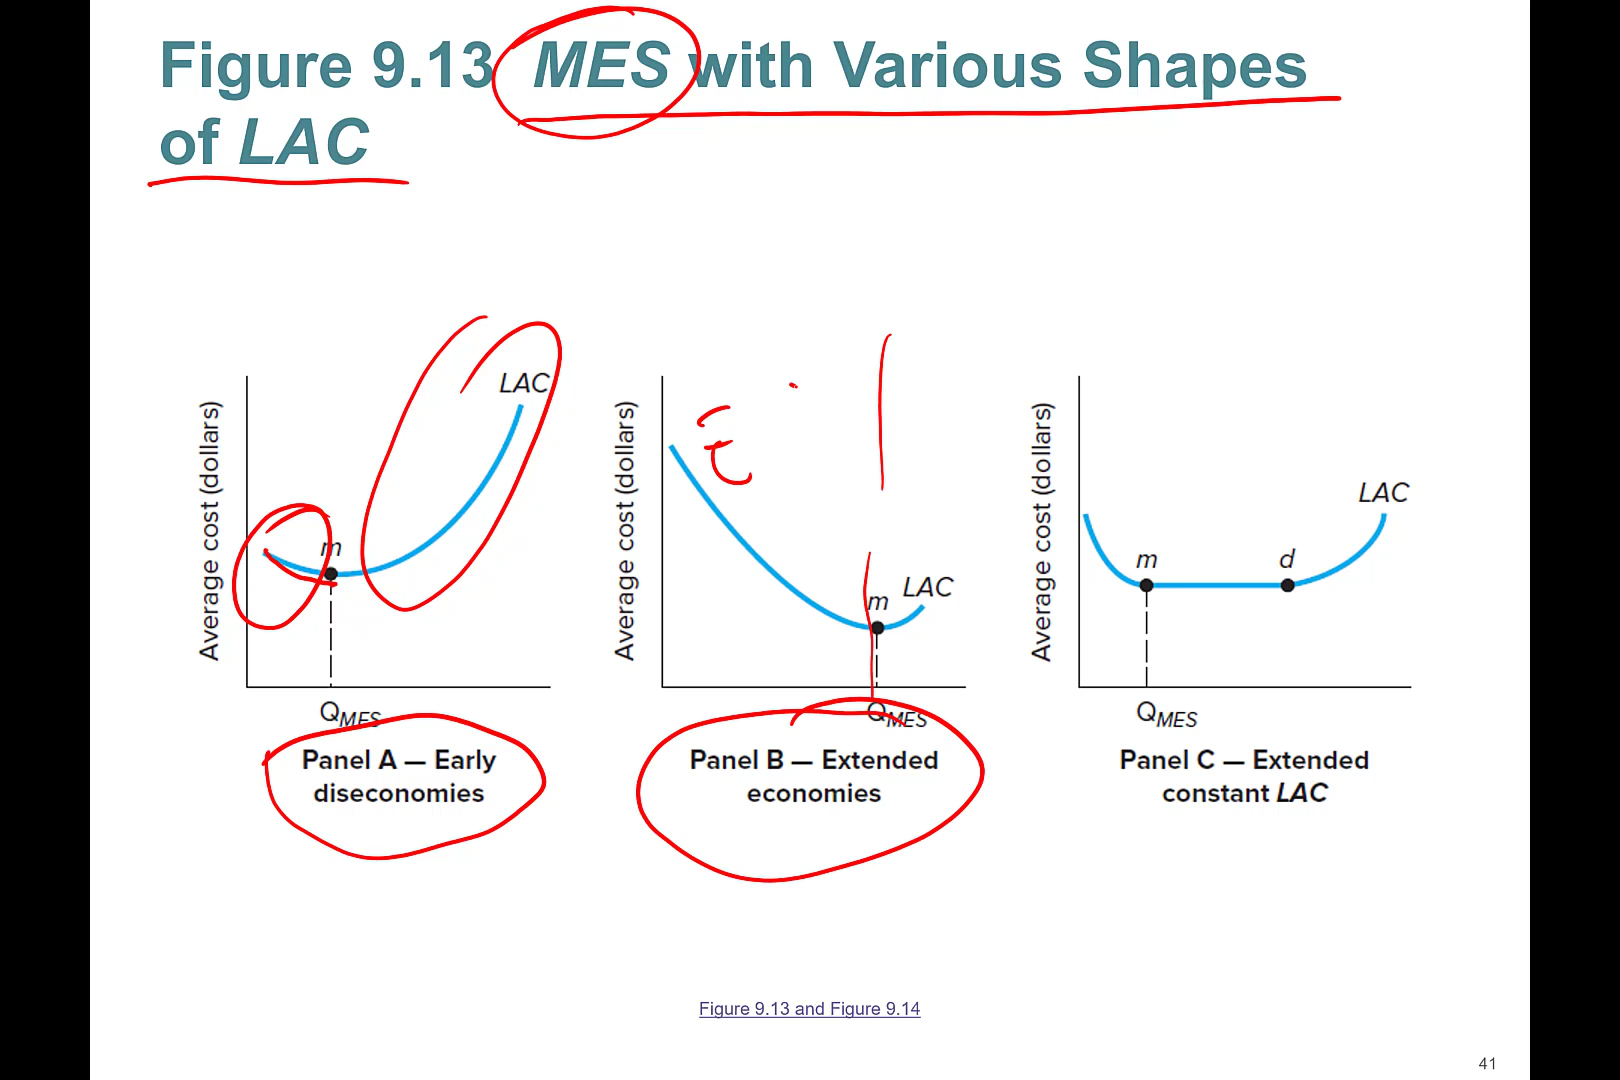 Figure 9.13 MES with Various Shapes
of LAC
Average cost (dollars)
LAC
m
QMES
Panel A — Early
diseconomies
Average cost (dollars)
LAC
m
QMES
Panel B — Extended
economies
Average cost (dollars)
LAC
m
d
QMES
Panel C — Extended
constant LAC
Figure 9.13 and Figure 9.14
41